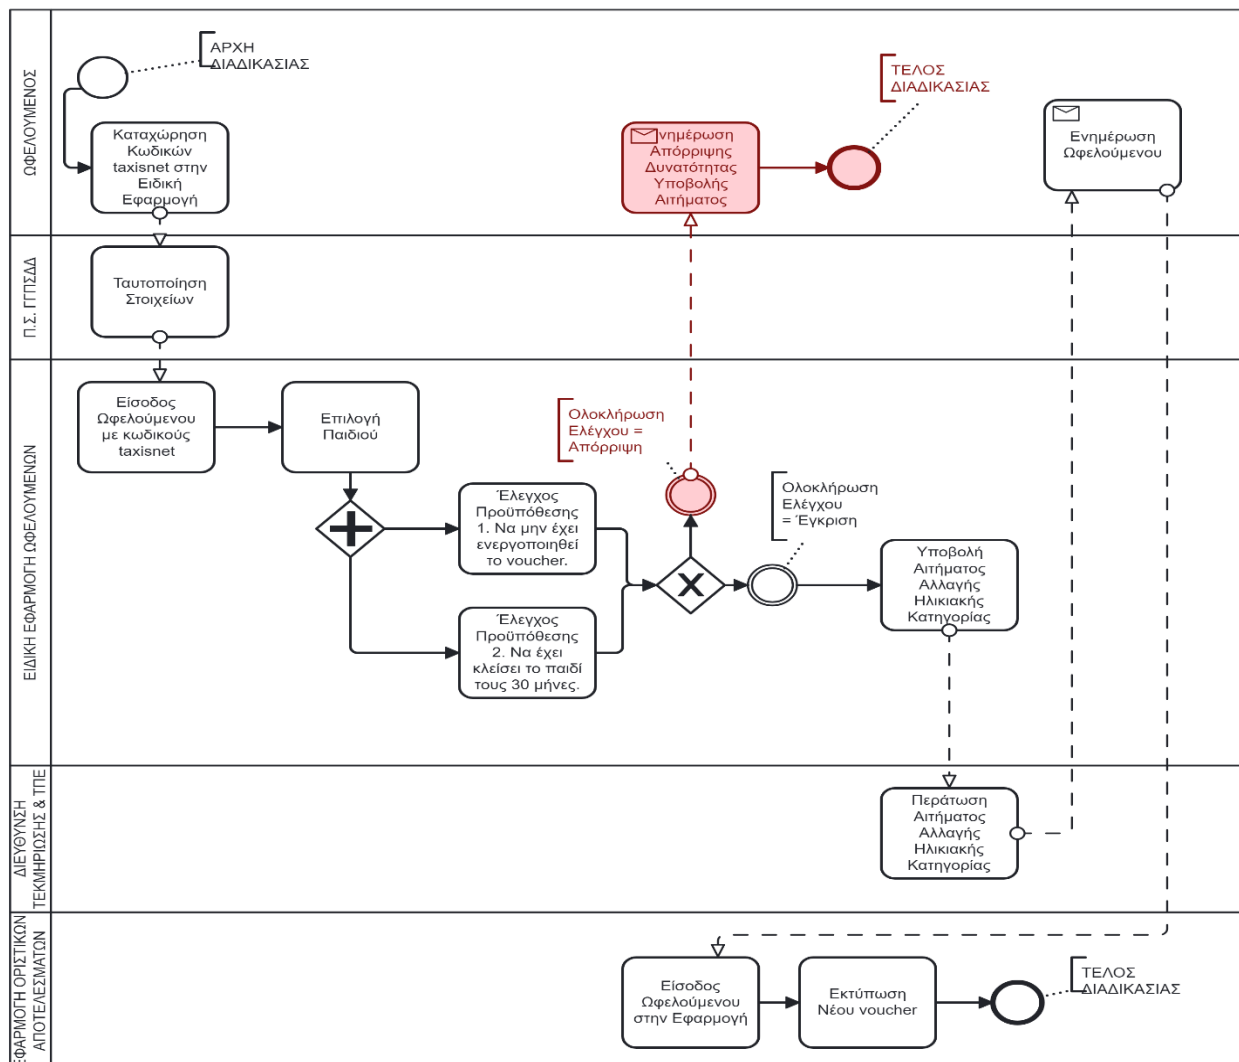 ΩΦΕΛΟΥΜΕΝΟΣ
ΑΡΧΗ
ΔΙΑΔΙΚΑΣΙΑΣ
Καταχώρηση
Κωδικών
taxisnet στην
Ειδική
Εφαρμογή
νημέρωση
Απόρριψης
Δυνατότητας
Υποβολής
Αιτήματος
ΤΕΛΟΣ
ΔΙΑΔΙΚΑΣΙΑΣ
Ενημέρωση
Ωφελούμενου
Π.Σ. ΓΓΠΣΔΔ
Ταυτοποίηση
Στοιχείων
ΕΙΔΙΚΗ ΕΦΑΡΜΟΓΗ ΩΦΕΛΟΥΜΕΝΩΝ
Είσοδος
Ωφελούμενου
με κωδικούς
taxisnet
Επιλογή
Παιδιού
Έλεγχος
Προϋπόθεσης
1. Να μην έχει
ενεργοποιηθεί
το voucher.
Έλεγχος
Προϋπόθεσης
2. Να έχει
κλείσει το παιδί
τους 30 μήνες.
Ολοκλήρωση
Ελέγχου =
Απόρριψη
Ολοκλήρωση
Ελέγχου
= Έγκριση
Υποβολή
Αιτήματος
Αλλαγής
Ηλικιακής
Κατηγορίας
ΔΙΕΥΘΥΝΣΗ
ΤΕΚΜΗΡΙΩΣΗΣ & ΤΠΕ
Περάτωση
Αιτήματος
Αλλαγής
Ηλικιακής
Κατηγορίας
ΕΦΑΡΜΟΓΗ ΟΡΙΣΤΙΚΩΝ
ΑΠΟΤΕΛΕΣΜΑΤΩΝ
Είσοδος
Ωφελούμενου
στην Εφαρμογή
Εκτύπωση
Νέου voucher
ΤΕΛΟΣ
ΔΙΑΔΙΚΑΣΙΑΣ